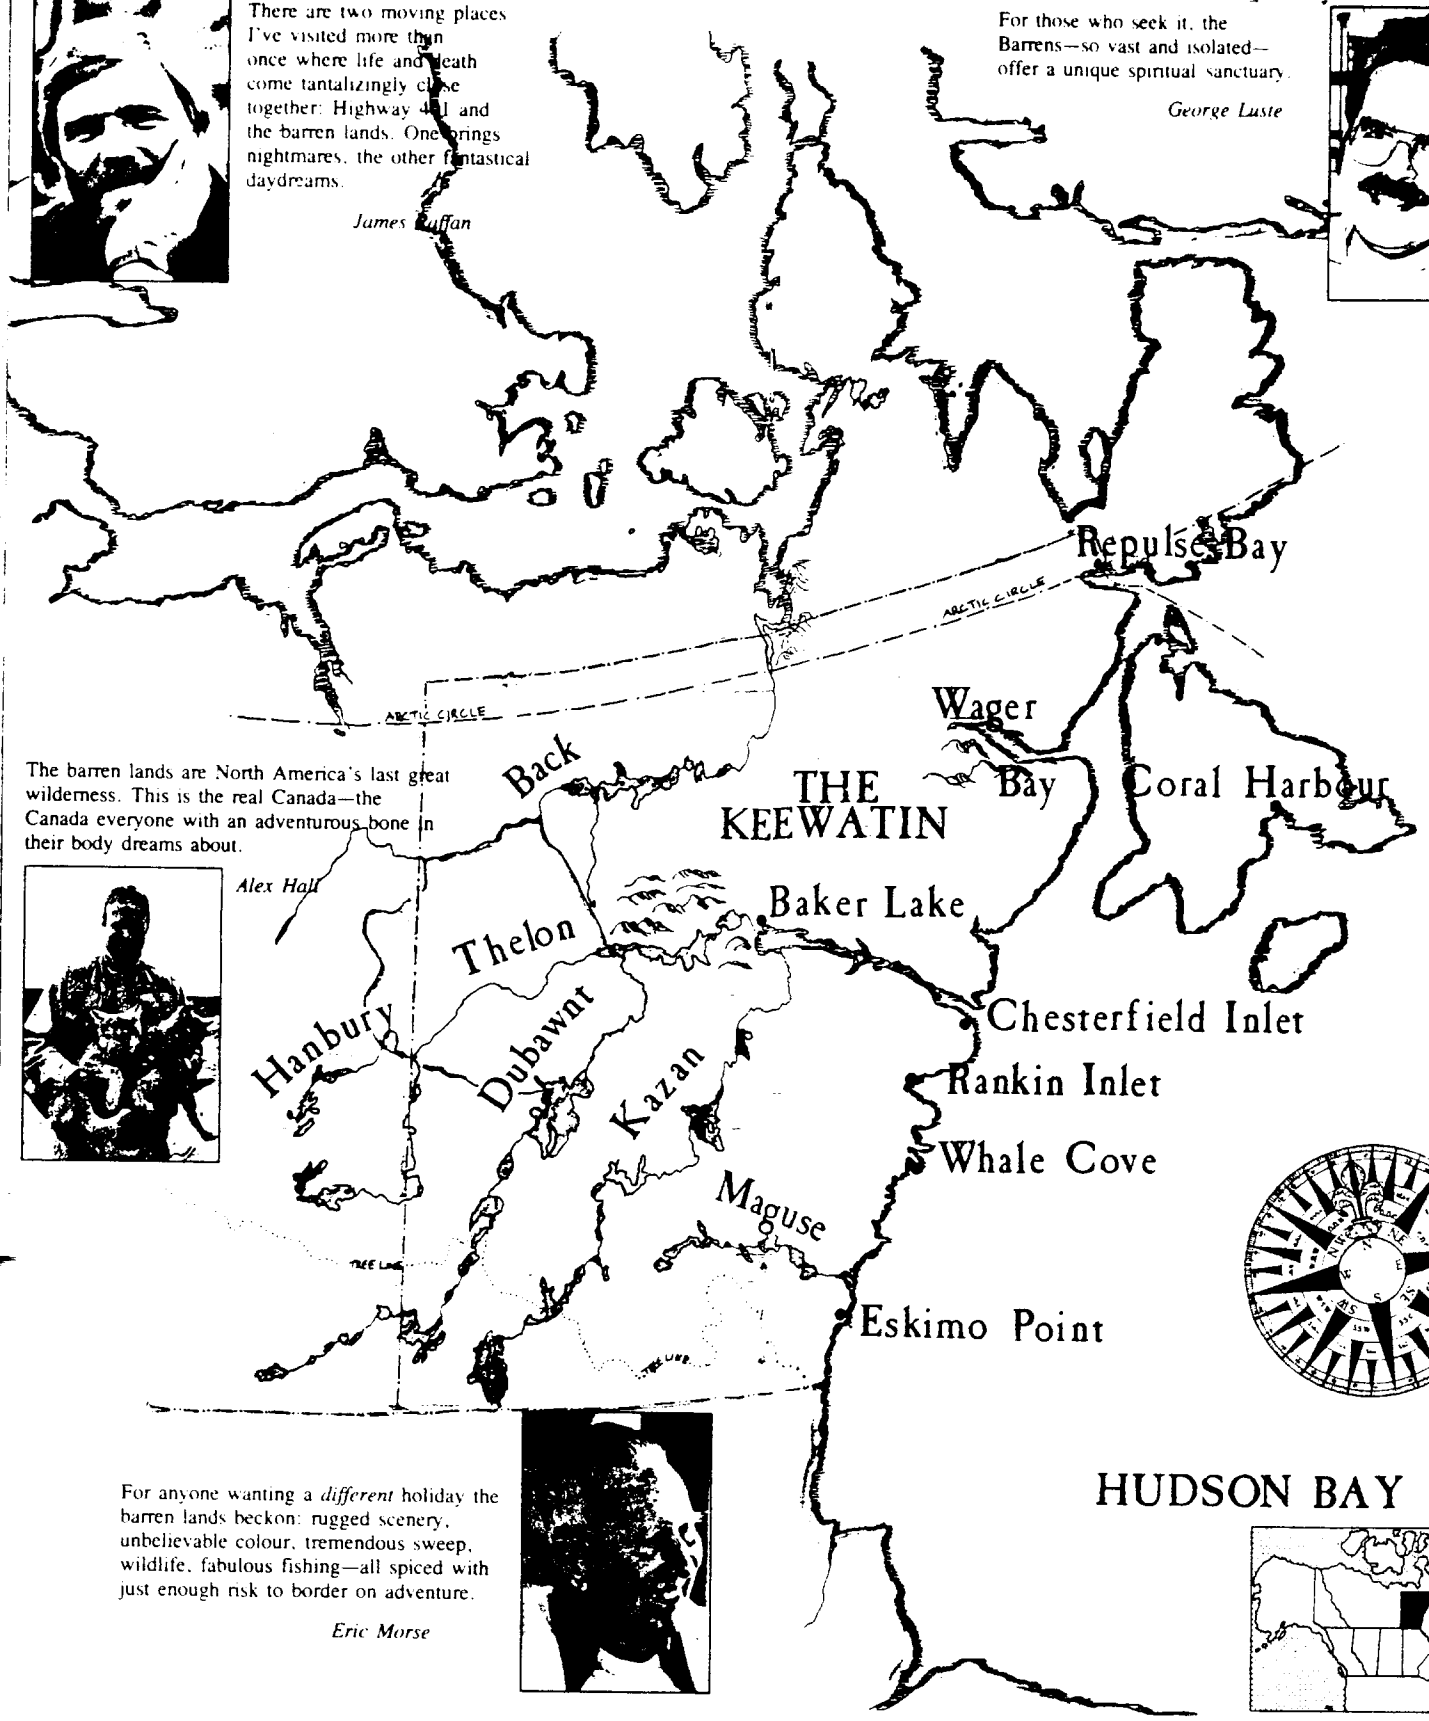 There are two moving places
I've visited more than
once where life and death
come tantalizingly close
together: Highway 401 and
the barren lands. One brings
nightmares, the other fantastical
daydreams.
James Raffan
For those who seek it, the
Barrens—so vast and isolated—
offer a unique spiritual sanctuary.
George Luste
Repulse Bay
ARCTIC CIRCLE
ARCTIC CIRCLE
Wager
Bay
Back
THE
KEEWATIN
Coral Harbour
The barren lands are North America's last great
wilderness. This is the real Canada—the
Canada everyone with an adventurous bone in
their body dreams about.
Alex Hall
Baker Lake
Thelon
Hanbury
Dubawnt
Kazan
Chesterfield Inlet
Rankin Inlet
Whale Cove
Maguse
TREE LINE
TREE LINE
Eskimo Point
N
NE
E
SE
S
SW
W
NW
HUDSON BAY
For anyone wanting a different holiday the
barren lands beckon: rugged scenery,
unbelievable colour, tremendous sweep,
wildlife, fabulous fishing—all spiced with
just enough risk to border on adventure.
Eric Morse